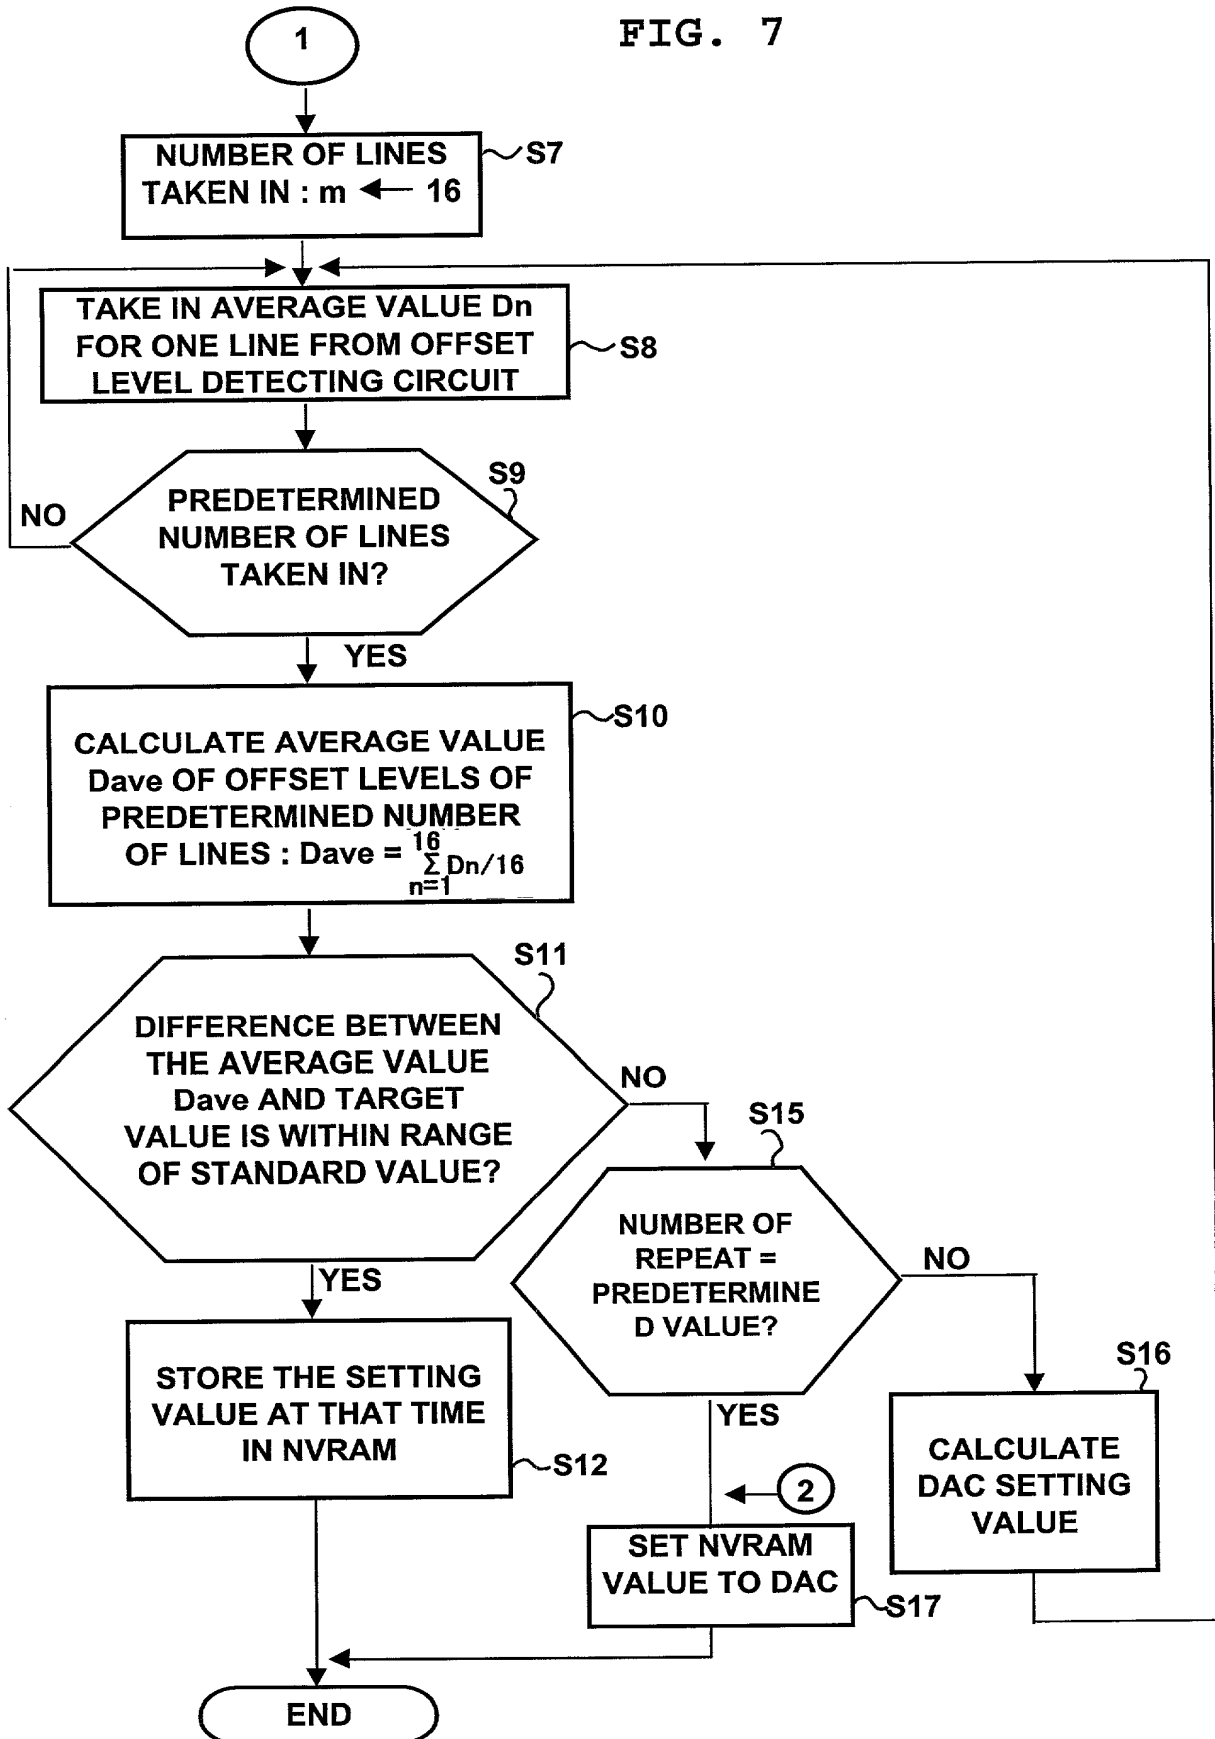 FIG. 7
1
NUMBER OF LINES
TAKEN IN : m ← 16
S7
TAKE IN AVERAGE VALUE Dn
FOR ONE LINE FROM OFFSET
LEVEL DETECTING CIRCUIT
S8
S9
NO
PREDETERMINED
NUMBER OF LINES
TAKEN IN?
YES
S10
CALCULATE AVERAGE VALUE
Dave OF OFFSET LEVELS OF
PREDETERMINED NUMBER
16
OF LINES : Dave = Σ Dn/16
n=1
S11
DIFFERENCE BETWEEN
THE AVERAGE VALUE
Dave AND TARGET
VALUE IS WITHIN RANGE
OF STANDARD VALUE?
NO
YES
S15
NUMBER OF
REPEAT =
PREDETERMINE
D VALUE?
NO
YES
STORE THE SETTING
VALUE AT THAT TIME
IN NVRAM
S12
S16
CALCULATE
DAC SETTING
VALUE
2
SET NVRAM
VALUE TO DAC
S17
END